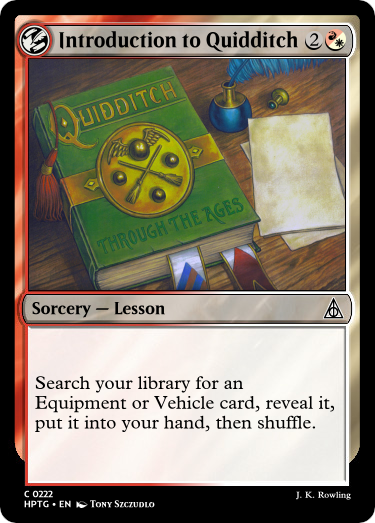 Introduction to Quidditch 2
QUIDDITCH
THROUGH THE AGES
Sorcery — Lesson
Search your library for an
Equipment or Vehicle card, reveal it,
put it into your hand, then shuffle.
C 0222
HPTG • EN Tony Szczudlo
J. K. Rowling